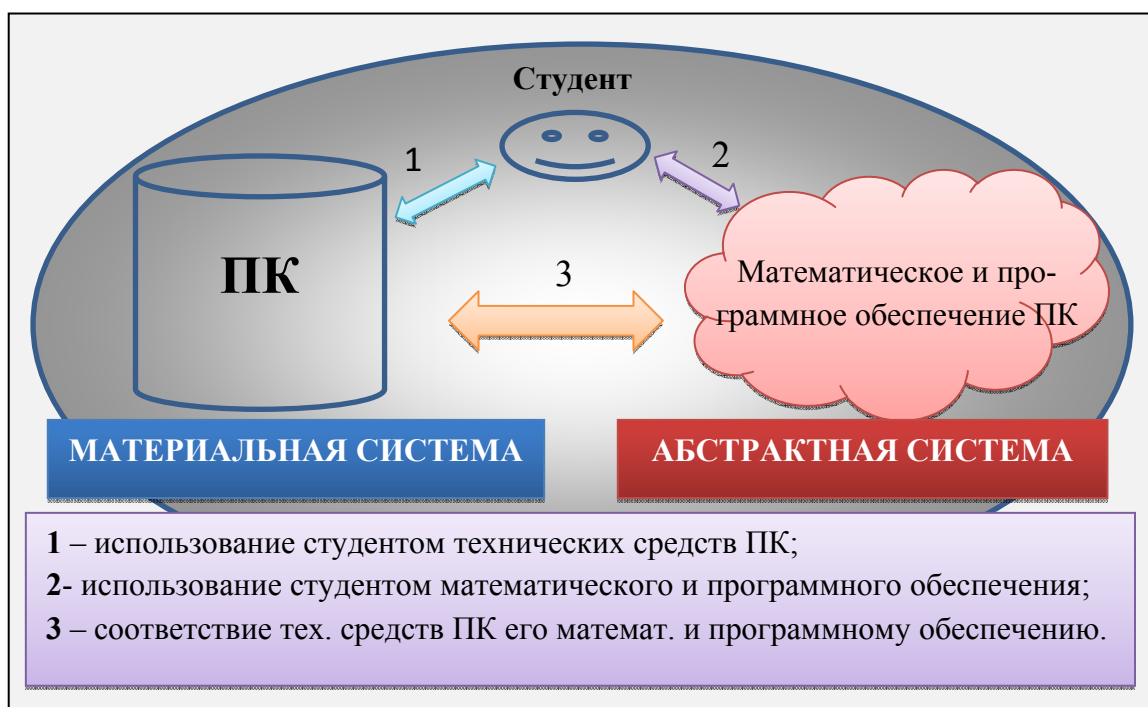 Студент
1
2
ПК
3
Математическое и про-
граммное обеспечение ПК
МАТЕРИАЛЬНАЯ СИСТЕМА
АБСТРАКТНАЯ СИСТЕМА
1 – использование студентом технических средств ПК;
2- использование студентом математического и программного обеспечения;
3 – соответствие тех. средств ПК его математ. и программному обеспечению.